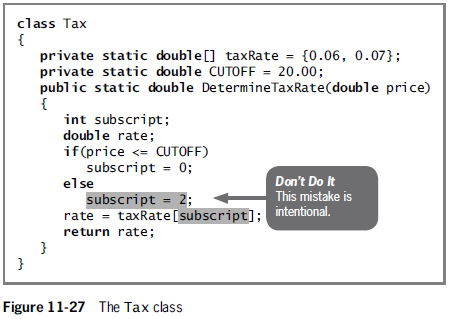 class Tax
{
private static double[] taxRate = {0.06, 0.07};
private static double CUTOFF = 20.00;
public static double DetermineTaxRate(double price)
{
int subscript;
double rate;
if(price <= CUTOFF)
subscript = 0;
else
subscript = 2;
rate = taxRate[subscript];
return rate;
}
}
Don't Do It
This mistake is
intentional.
Figure 11-27 The Tax class